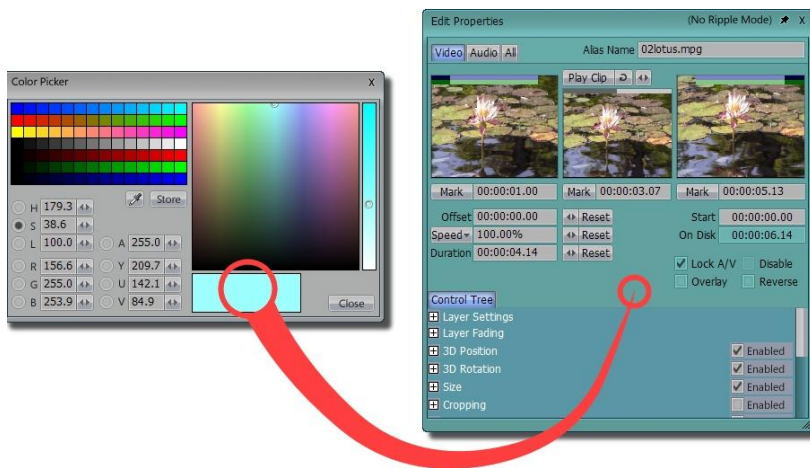 Color Picker X
H 179.3
S 38.6
L 100.0 A 255.0
R 156.6 Y 209.7
G 255.0 U 142.1
B 253.9 V 84.9
Store
Close
Edit Properties (No Ripple Mode) X
Video Audio All Alias Name 02lotus.mpg
Play Clip
Mark 00:00:01.00 Mark 00:00:03.07 Mark 00:00:05.13
Offset 00:00:00.00 Reset Start 00:00:00.00
Speed 100.00% Reset On Disk 00:00:06.14
Duration 00:00:04.14 Reset
Lock A/V Disable
Overlay Reverse
Control Tree
Layer Settings
Layer Fading
3D Position Enabled
3D Rotation Enabled
Size Enabled
Cropping Enabled